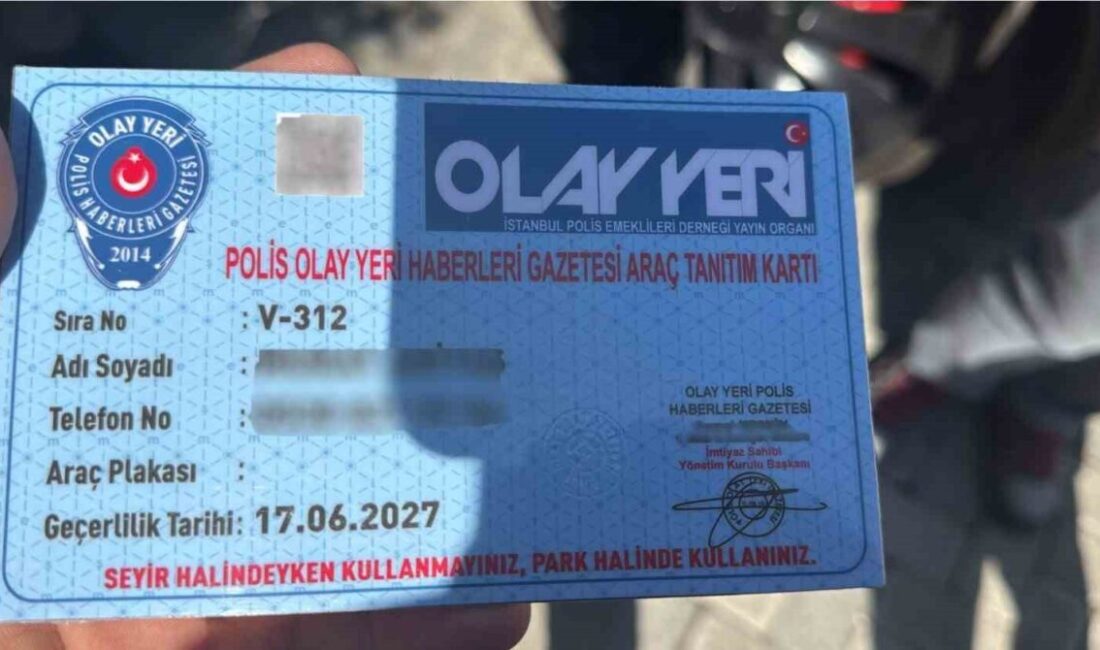 OLAY YERİ
POLİS HABERLERİ GAZETESİ
2014
OLAY YERİ
İSTANBUL POLİS EMEKLİLERİ DERNEĞİ YAYIN ORGANI
POLİS OLAY YERİ HABERLERİ GAZETESİ ARAÇ TANITIM KARTI
Sıra No : V-312
Adı Soyadı :
Telefon No :
Araç Plakası :
Geçerlilik Tarihi : 17.06.2027
OLAY YERİ POLİS
HABERLERİ GAZETESİ
İmtiyaz Sahibi
Yönetim Kurulu Başkanı
SEYİR HALİNDEYKEN KULLANMAYINIZ, PARK HALİNDE KULLANINIZ.